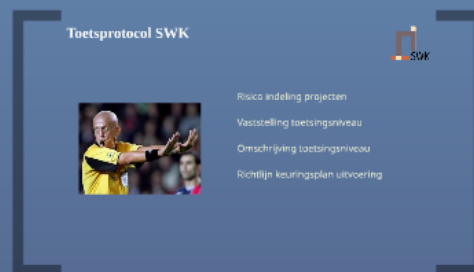 Toetsprotocol SWK
SWK
Risico indeling projecten
Vaststelling toetsingsniveau
Omschrijving toetsingsniveau
Richtlijn keuringsplan uitvoering